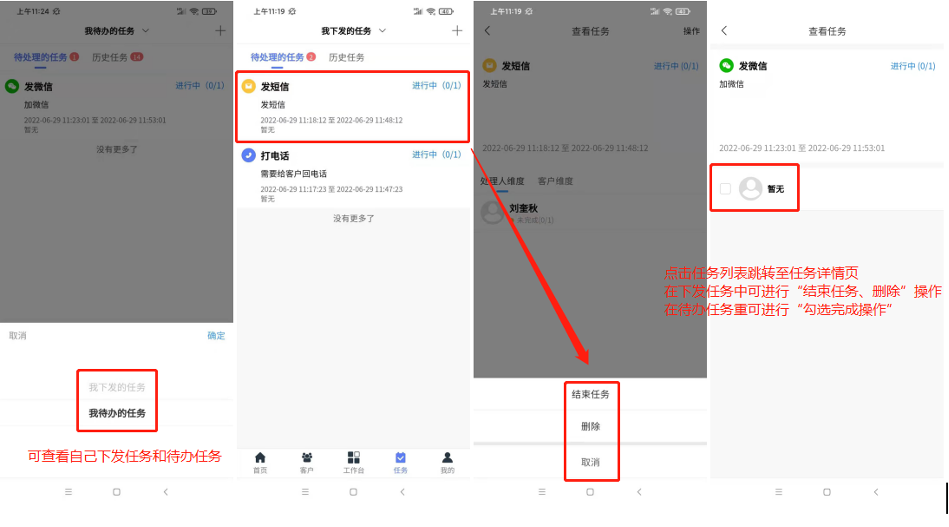 上午11:24
我待办的任务
待处理的任务 1 历史任务 14
发微信 进行中 (0/1)
加微信
2022-06-29 11:23:01 至 2022-06-29 11:53:01
暂无
没有更多了
取消 确定
我下发的任务
我待办的任务
可查看自己下发任务和待办任务
上午11:19
我下发的任务
待处理的任务 2 历史任务
发短信 进行中 (0/1)
发短信
2022-06-29 11:18:12 至 2022-06-29 11:48:12
暂无
打电话 进行中 (0/1)
需要给客户回电话
2022-06-29 11:17:23 至 2022-06-29 11:47:23
暂无
没有更多了
首页 客户 工作台 任务 我的
上午11:19
查看任务 操作
发短信 进行中 (0/1)
发短信
2022-06-29 11:18:12 至 2022-06-29 11:48:12
处理人维度 客户维度
刘奎秋
未完成(0/1)
结束任务
删除
取消
查看任务
发微信 进行中 (0/1)
加微信
2022-06-29 11:23:01 至 2022-06-29 11:53:01
暂无
点击任务列表跳转至任务详情页
在下发任务中可进行“结束任务、删除”操作
在待办任务重可进行“勾选完成操作”